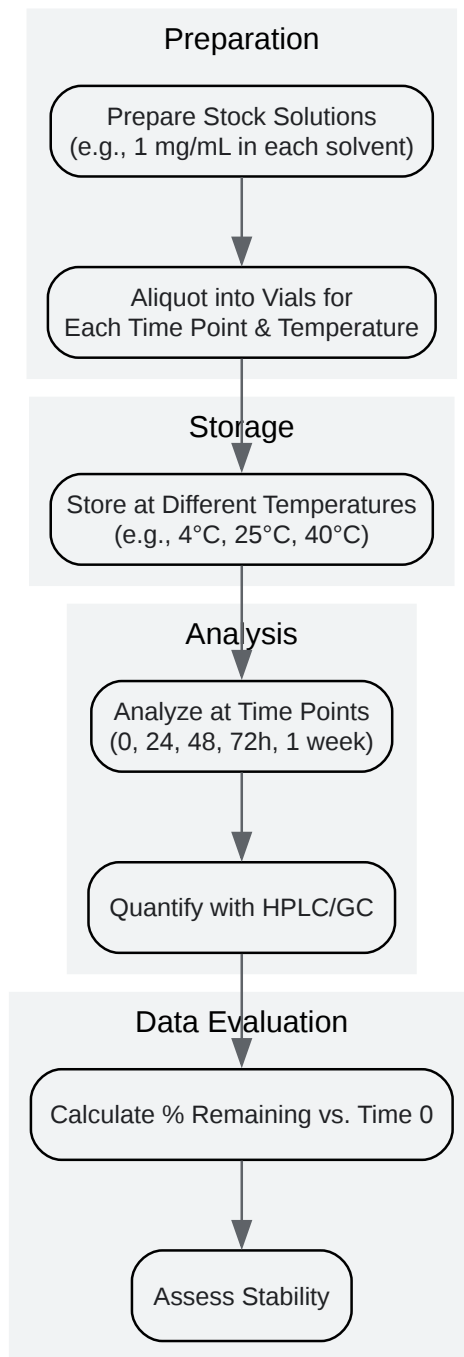 Preparation
Prepare Stock Solutions
(e.g., 1 mg/mL in each solvent)
Aliquot into Vials for
Each Time Point & Temperature
Storage
Store at Different Temperatures
(e.g., 4°C, 25°C, 40°C)
Analysis
Analyze at Time Points
(0, 24, 48, 72h, 1 week)
Quantify with HPLC/GC
Data Evaluation
Calculate % Remaining vs. Time 0
Assess Stability